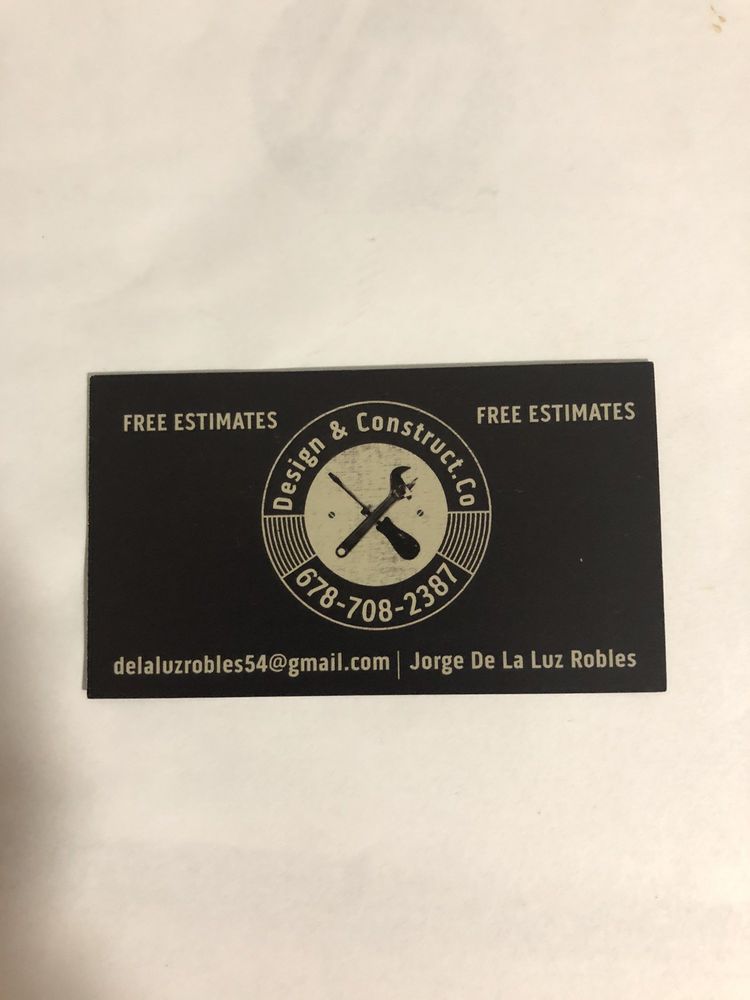 FREE ESTIMATES
FREE ESTIMATES
Design & Construct.Co
678-708-2387
delaluzrobles54@gmail.com | Jorge De La Luz Robles